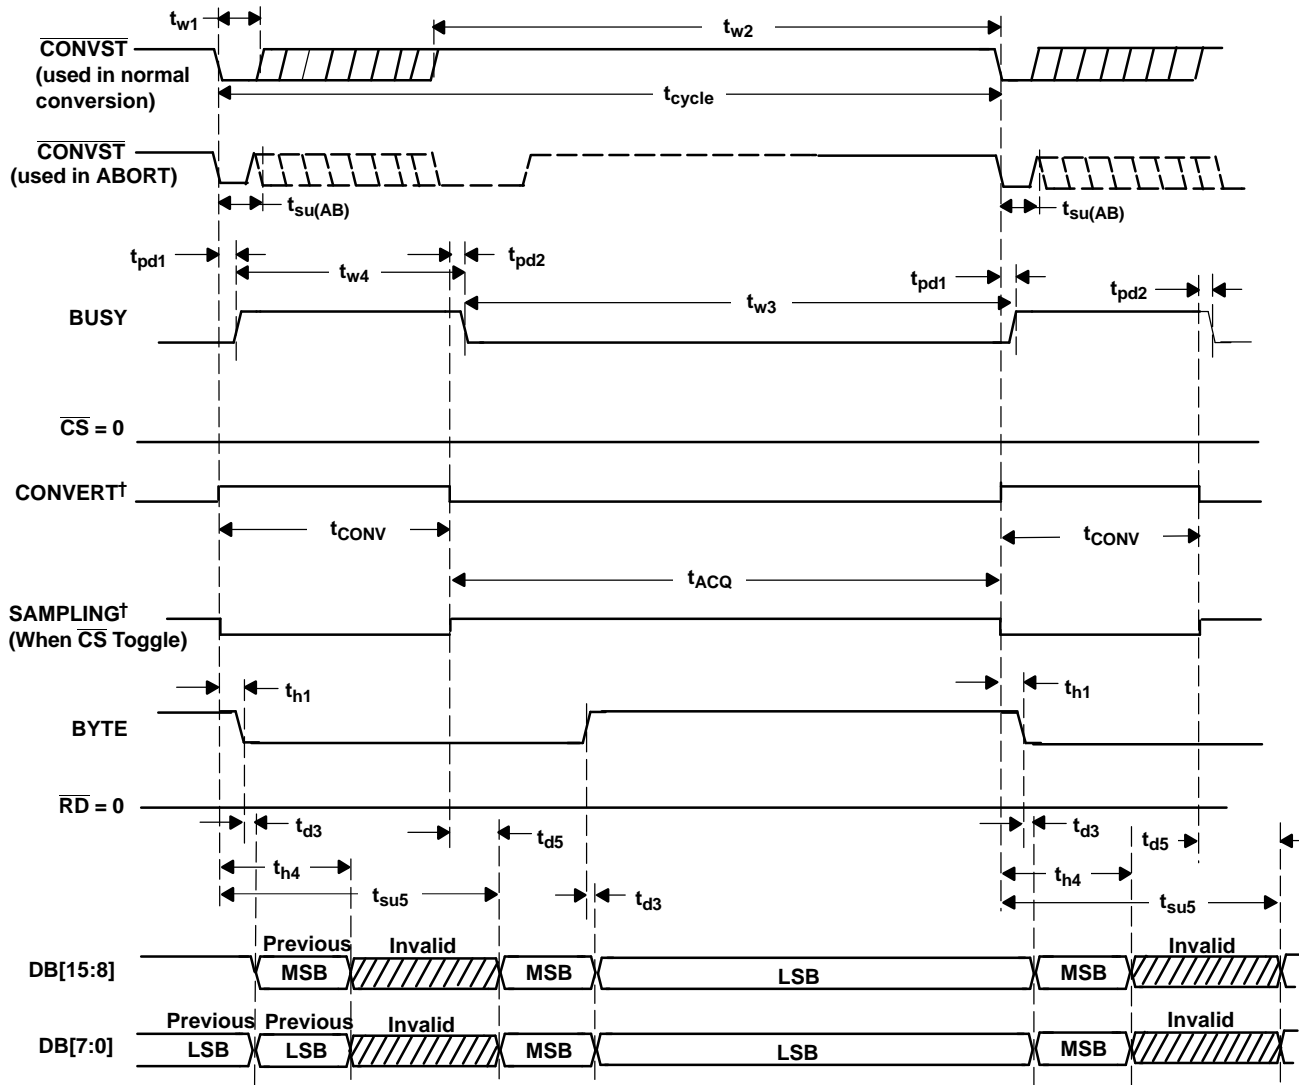 tw1
tw2
CONVST
(used in normal
conversion)
tcycle
CONVST
(used in ABORT)
tsu(AB)
tsu(AB)
tpd1
tw4
tpd2
tpd1
tpd2
tw3
BUSY
CS = 0
CONVERT†
tCONV
tCONV
tACQ
SAMPLING†
(When CS Toggle)
th1
th1
BYTE
RD = 0
td3
td5
td3
td5
th4
th4
tsu5
td3
tsu5
Previous
Invalid
Invalid
DB[15:8]
MSB
MSB
LSB
MSB
Previous
Previous
Invalid
Invalid
DB[7:0]
LSB
LSB
MSB
LSB
MSB